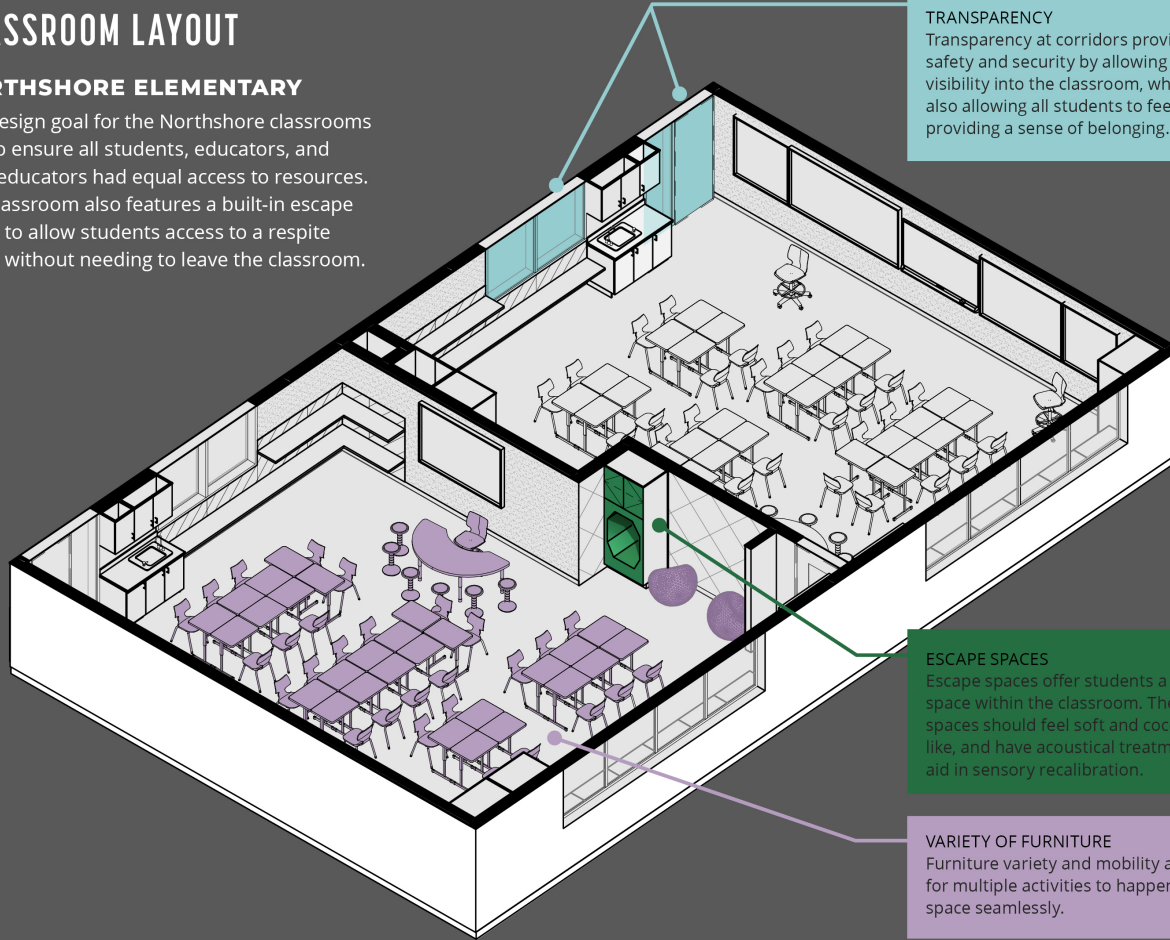 SSROOM LAYOUT
RTHSHORE ELEMENTARY
esign goal for the Northshore classrooms
o ensure all students, educators, and
educators had equal access to resources.
assroom also features a built-in escape
to allow students access to a respite
without needing to leave the classroom.
TRANSPARENCY
Transparency at corridors provi
safety and security by allowing
visibility into the classroom, wh
also allowing all students to fee
providing a sense of belonging.
ESCAPE SPACES
Escape spaces offer students a
space within the classroom. The
spaces should feel soft and coc
like, and have acoustical treatm
aid in sensory recalibration.
VARIETY OF FURNITURE
Furniture variety and mobility a
for multiple activities to happen
space seamlessly.